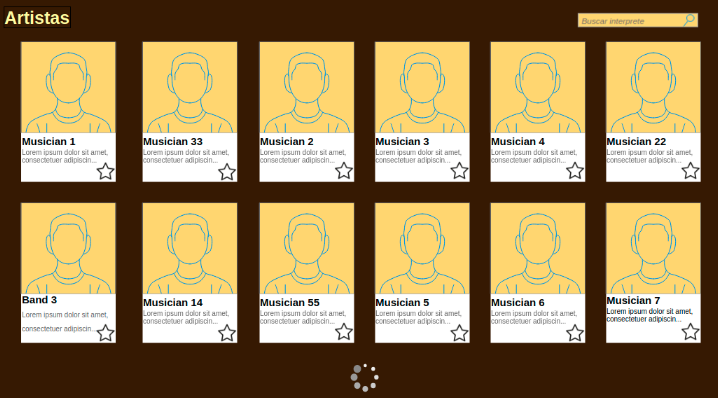 Artistas
Buscar interprete
Musician 1
Lorem ipsum dolor sit amet,
consectetuer adipiscin...
Musician 33
Lorem ipsum dolor sit amet,
consectetuer adipiscin...
Musician 2
Lorem ipsum dolor sit amet,
consectetuer adipiscin...
Musician 3
Lorem ipsum dolor sit amet,
consectetuer adipiscin...
Musician 4
Lorem ipsum dolor sit amet,
consectetuer adipiscin...
Musician 22
Lorem ipsum dolor sit amet,
consectetuer adipiscin...
Band 3
Lorem ipsum dolor sit amet,
consectetuer adipiscin...
Musician 14
Lorem ipsum dolor sit amet,
consectetuer adipiscin...
Musician 55
Lorem ipsum dolor sit amet,
consectetuer adipiscin...
Musician 5
Lorem ipsum dolor sit amet,
consectetuer adipiscin...
Musician 6
Lorem ipsum dolor sit amet,
consectetuer adipiscin...
Musician 7
Lorem ipsum dolor sit amet,
consectetuer adipiscin...